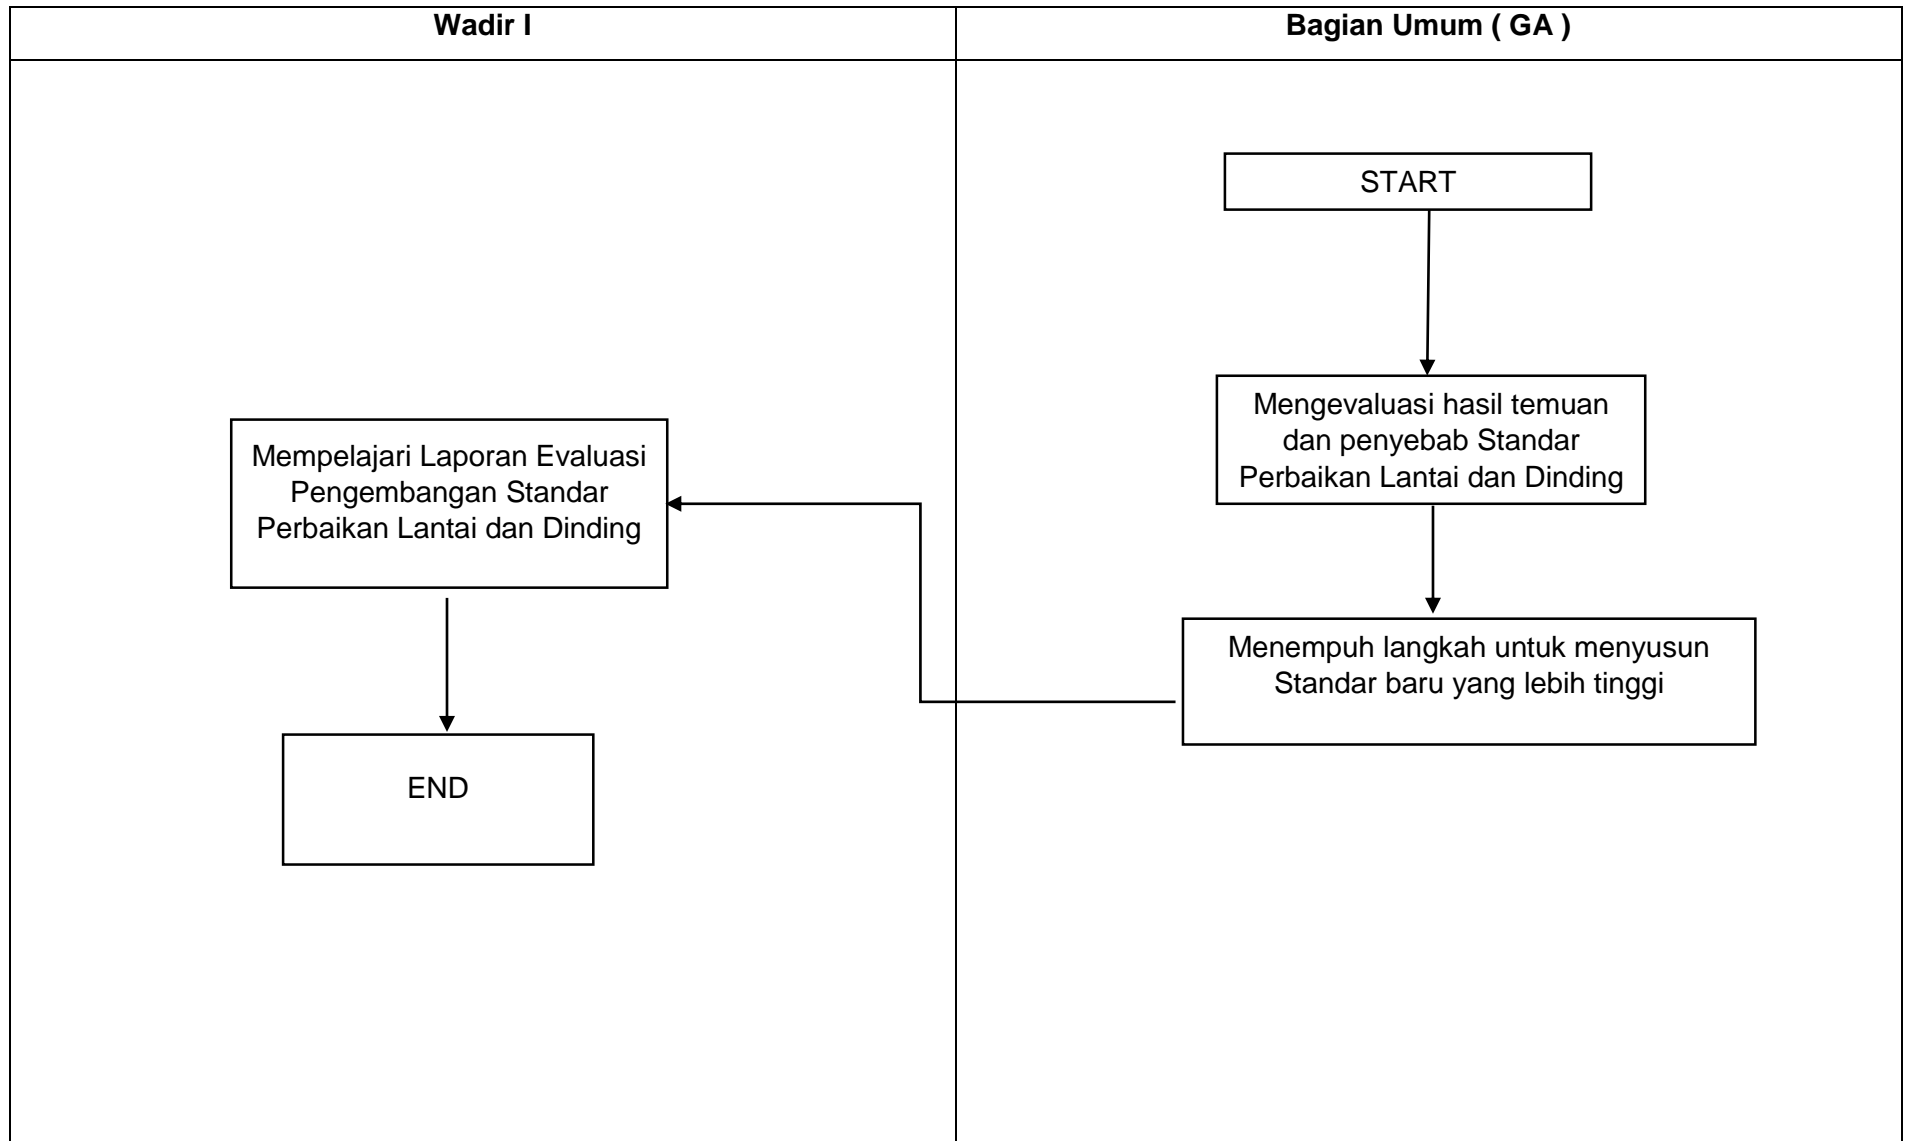 Wadir I
Bagian Umum ( GA )
START
Mengevaluasi hasil temuan
dan penyebab Standar
Perbaikan Lantai dan Dinding
Mempelajari Laporan Evaluasi
Pengembangan Standar
Perbaikan Lantai dan Dinding
Menempuh langkah untuk menyusun
Standar baru yang lebih tinggi
END